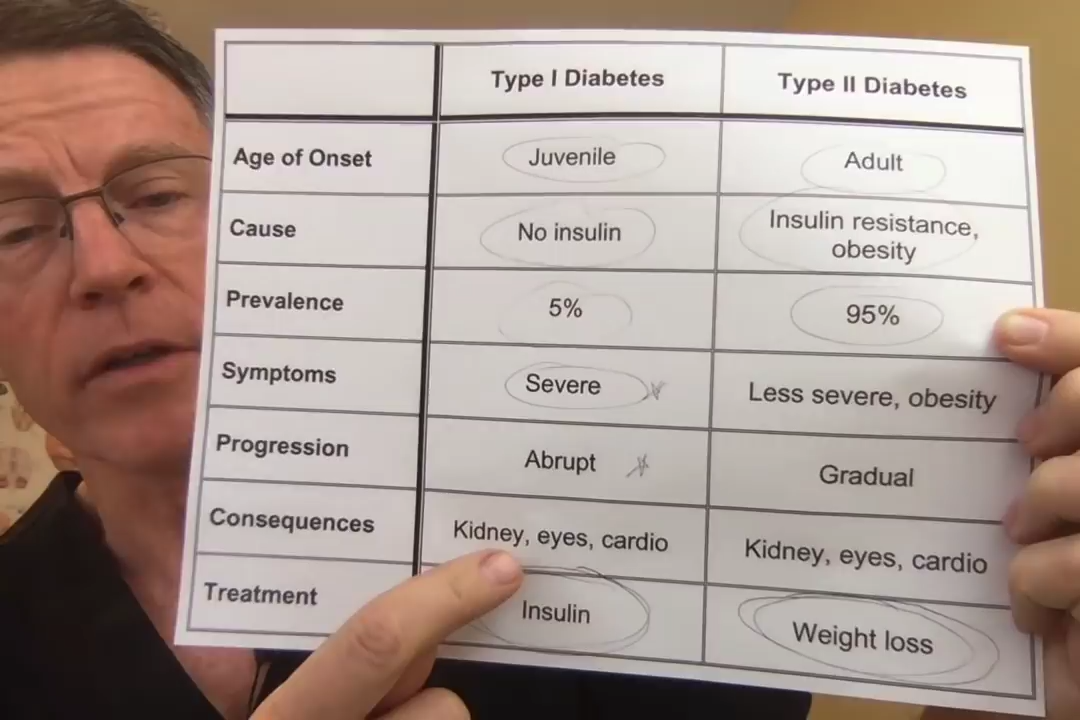 Type I Diabetes Type II Diabetes
Age of Onset Juvenile Adult
Cause No insulin Insulin resistance,
obesity
Prevalence 5% 95%
Symptoms Severe Less severe, obesity
Progression Abrupt Gradual
Consequences Kidney, eyes, cardio Kidney, eyes, cardio
Treatment Insulin Weight loss